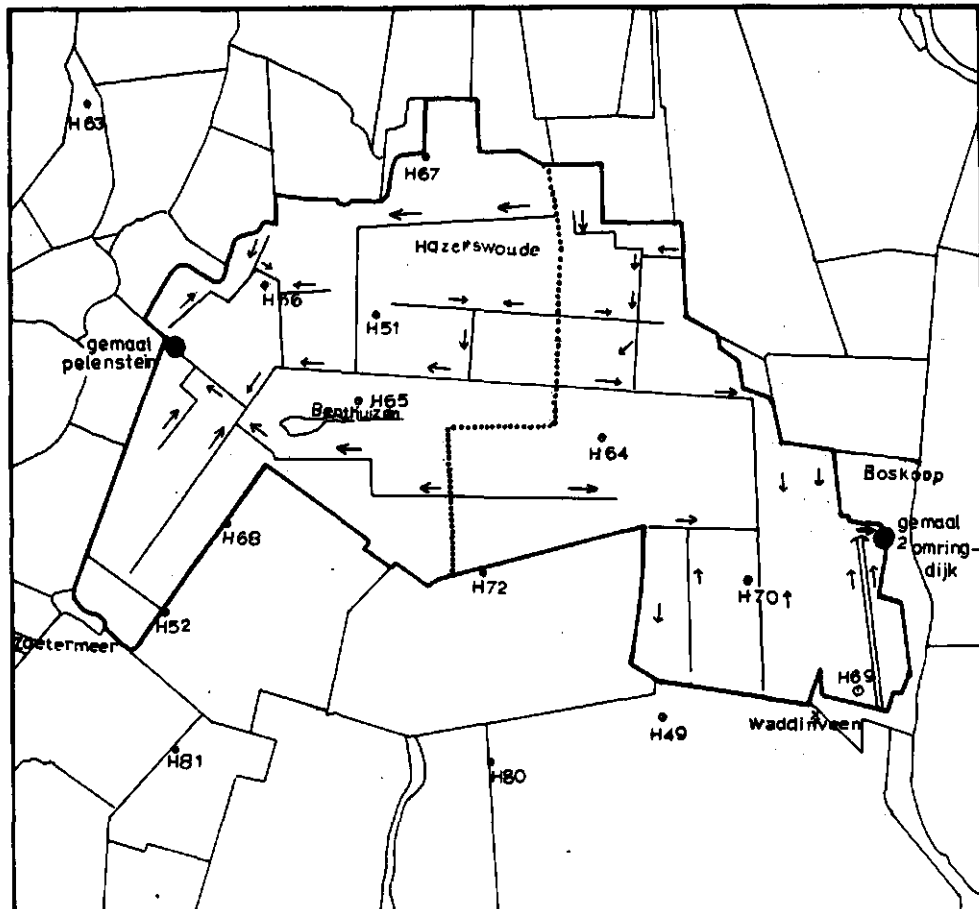 H63
H67
Hazerswoude
H66
H51
gemaal
pelenstein
H65
Benthuizen
H64
Boskoop
gemaal
2 omring-
dijk
H68
H72
H70
H52
Zoetermeer
H69
H49
Waddinxveen
H81
H80